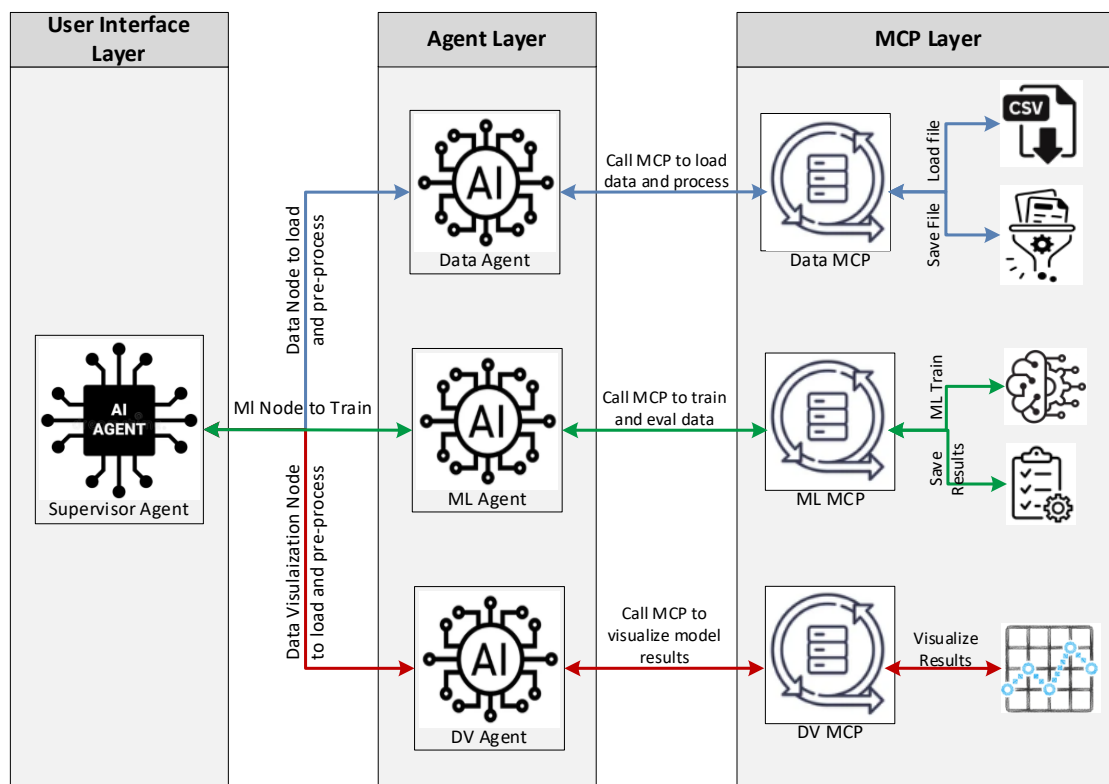 User Interface
Layer
Agent Layer
MCP Layer
CSV
Load file
Save File
Call MCP to load
data and process
AI
Data Agent
Data MCP
Data Node to load
and pre-process
AI
AGENT
Supervisor Agent
Ml Node to Train
AI
ML Agent
Call MCP to train
and eval data
ML MCP
ML Train
Save
Results
Data Visulaization Node
to load and pre-process
AI
DV Agent
Call MCP to
visualize model
results
DV MCP
Visualize
Results